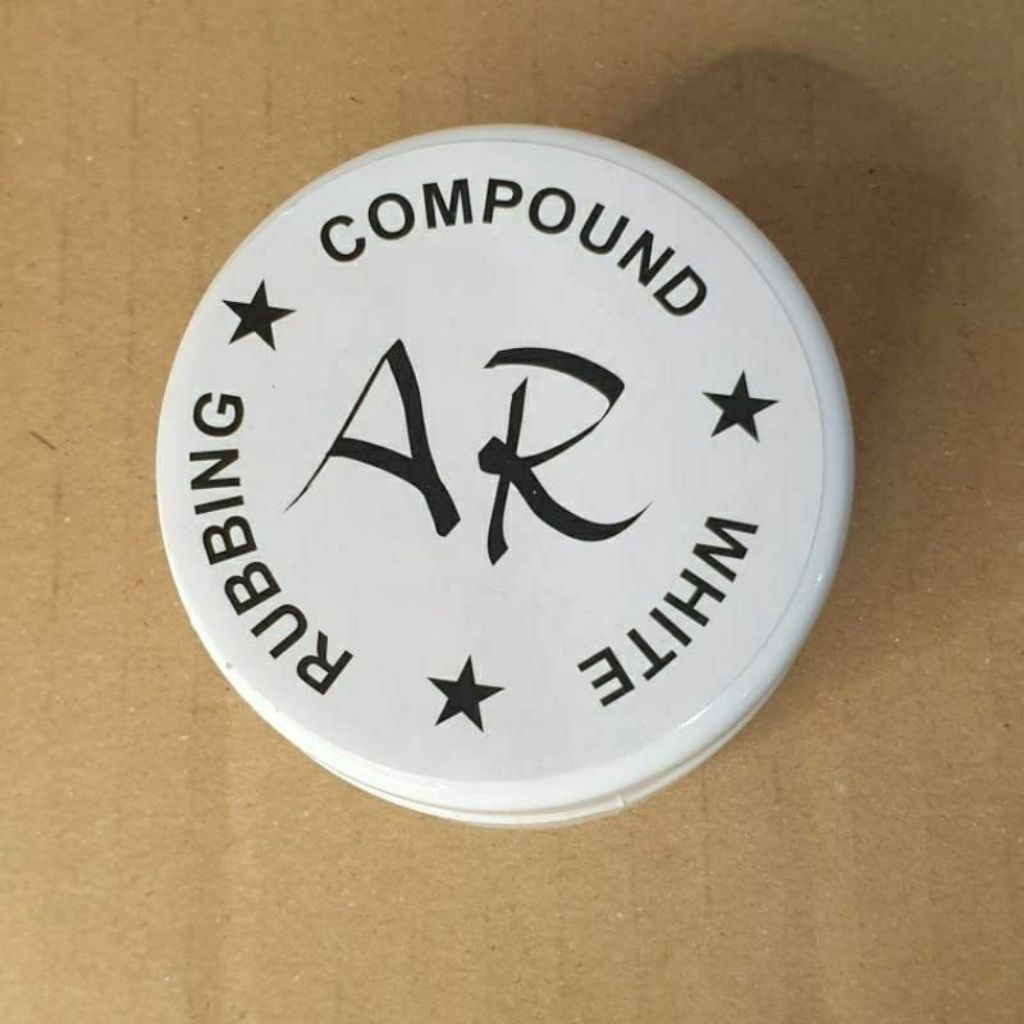 RUBBING ★ COMPOUND ★ WHITE ★
AR